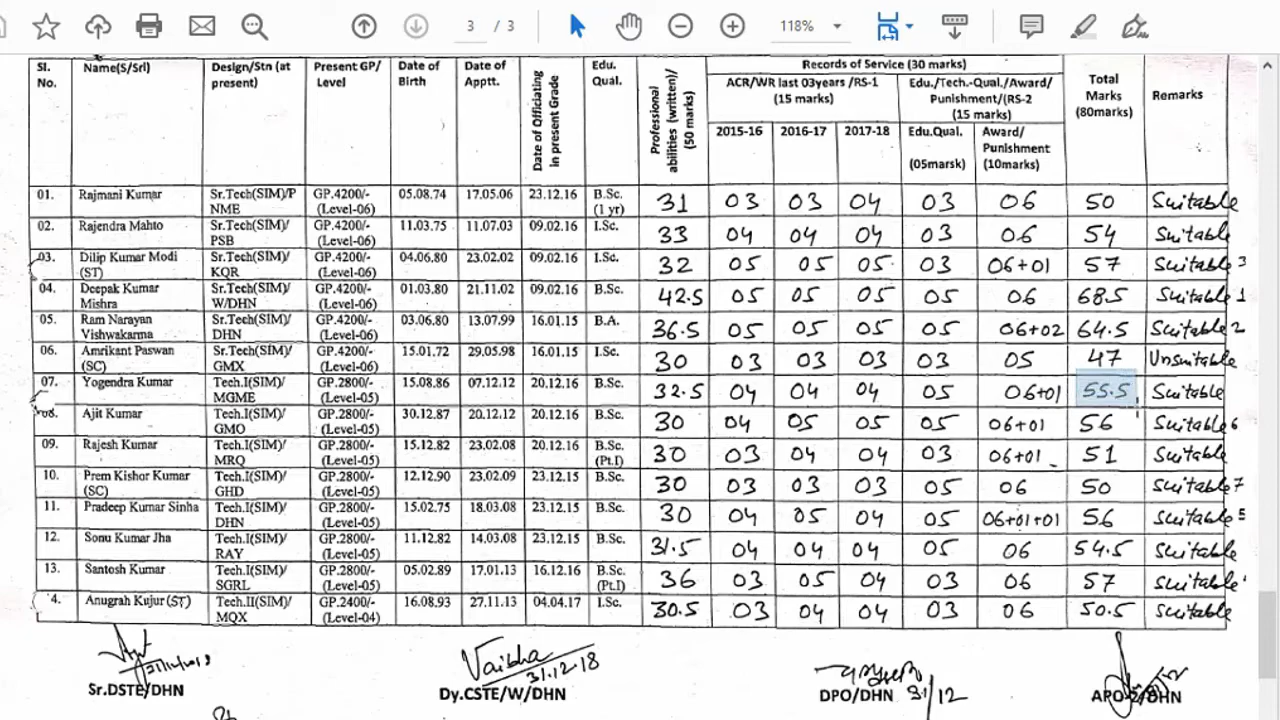 3 / 3 118%
Sl. No. Name(S/Sri) Design/Stn (at present) Present GP/ Level Date of Birth Date of Apptt. Date of Officiating in present Grade Edu. Qual. Professional abilities (written)/ (50 marks) Records of Service (30 marks) Total Marks (80marks) Remarks
ACR/WR last 03years /RS-1 (15 marks) Edu./Tech.-Qual./Award/ Punishment/(RS-2 (15 marks)
2015-16 2016-17 2017-18 Edu.Qual. (05marsk) Award/ Punishment (10marks)
01. Rajmani Kumar Sr.Tech(SIM)/P GP.4200/- 05.08.74 17.05.06 23.12.16 B.Sc. 31 03 03 04 03 06 50 Suitable
NME (Level-06) (1 yr)
02. Rajendra Mahto Sr.Tech(SIM)/ GP.4200/- 11.03.75 11.07.03 09.02.16 I.Sc. 33 04 04 04 03 06 54 Suitable
PSB (Level-06)
03. Dilip Kumar Modi Sr.Tech(SIM)/ GP.4200/- 04.06.80 23.02.02 09.02.16 I.Sc. 32 05 05 05 03 06+01 57 Suitable 3
(ST) KQR (Level-06)
04. Deepak Kumar Sr.Tech(SIM)/ GP.4200/- 01.03.80 21.11.02 09.02.16 B.Sc. 42.5 05 05 05 05 06 68.5 Suitable 1
Mishra W/DHN (Level-06)
05. Ram Narayan Sr.Tech(SIM)/ GP.4200/- 03.06.80 13.07.99 16.01.15 B.A. 36.5 05 05 05 05 06+02 64.5 Suitable 2
Vishwakarma DHN (Level-06)
06. Amrikant Paswan Sr.Tech(SIM)/ GP.4200/- 15.01.72 29.05.98 16.01.15 I.Sc. 30 03 03 03 03 05 47 Unsuitable
(SC) GMX (Level-06)
07. Yogendra Kumar Tech.I(SIM)/ GP.2800/- 15.08.86 07.12.12 20.12.16 B.Sc. 32.5 04 04 04 05 06+01 55.5 Suitable
MGME (Level-05)
08. Ajit Kumar Tech.I(SIM)/ GP.2800/- 30.12.87 20.12.12 20.12.16 B.Sc. 30 04 05 05 05 06+01 56 Suitable 6
GMO (Level-05)
09. Rajesh Kumar Tech.I(SIM)/ GP.2800/- 15.12.82 23.02.08 20.12.16 B.Sc. 30 03 04 04 03 06+01 51 Suitable
MRQ (Level-05) (Pt.I)
10. Prem Kishor Kumar Tech.I(SIM)/ GP.2800/- 12.12.90 23.02.09 23.12.15 B.Sc. 30 03 03 03 05 06 50 Suitable 7
(SC) GHD (Level-05)
11. Pradeep Kumar Sinha Tech.I(SIM)/ GP.2800/- 15.02.75 18.03.08 23.12.15 B.Sc. 30 04 05 04 05 06+01+01 56 Suitable 5
DHN (Level-05)
12. Sonu Kumar Jha Tech.I(SIM)/ GP.2800/- 11.12.82 14.03.08 23.12.15 B.Sc. 31.5 04 04 04 05 06 54.5 Suitable
RAY (Level-05)
13. Santosh Kumar Tech.I(SIM)/ GP.2800/- 05.02.89 17.01.13 16.12.16 B.Sc. 36 03 05 04 03 06 57 Suitable
SGRL (Level-05) (Pt.I)
4. Anugrah Kujur (ST) Tech.II(SIM)/ GP.2400/- 16.08.93 27.11.13 04.04.17 I.Sc. 30.5 03 04 04 03 06 50.5 Suitable
MQX (Level-04)
Vaibha
31.12.18
31/12
Sr.DSTE/DHN Dy.CSTE/W/DHN DPO/DHN APO-2/DHN